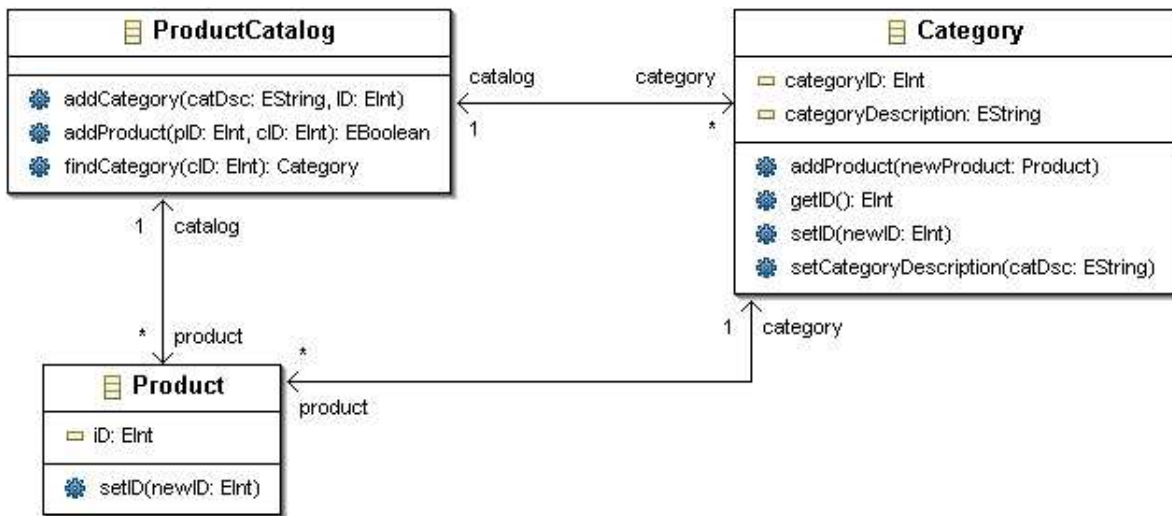 ProductCatalog
addCategory(catDsc: EString, ID: EInt)
addProduct(pID: EInt, cID: EInt): EBoolean
findCategory(cID: EInt): Category
catalog
category
1
*
Category
categoryID: EInt
categoryDescription: EString
addProduct(newProduct: Product)
getID(): EInt
setID(newID: EInt)
setCategoryDescription(catDsc: EString)
1
catalog
*
product
1
category
*
product
Product
iD: EInt
setID(newID: EInt)